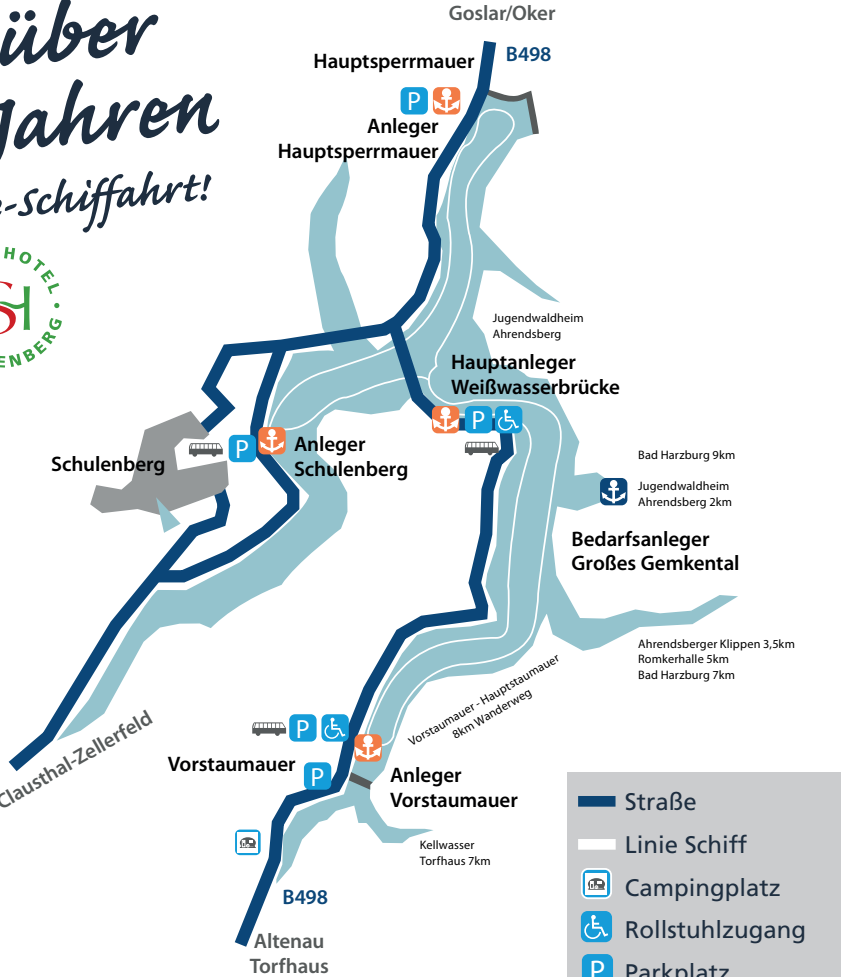 über
Jahren
-Schiffahrt!
HOTEL
SH
ENBERG
Goslar/Oker
B498
Hauptsperrmauer
P
Anleger
Hauptsperrmauer
Jugendwaldheim
Ahrendsberg
Hauptanleger
Weißwasserbrücke
P
Schulenberg
P
Anleger
Schulenberg
Bad Harzburg 9km
Jugendwaldheim
Ahrendsberg 2km
Bedarfsanleger
Großes Gemkental
Ahrendsberger Klippen 3,5km
Romkerhalle 5km
Bad Harzburg 7km
Vorstaumauer - Hauptstaumauer
8km Wanderweg
Clausthal-Zellerfeld
P
Vorstaumauer
P
Anleger
Vorstaumauer
Kellwasser
Torfhaus 7km
B498
Altenau
Torfhaus
Straße
Linie Schiff
Campingplatz
Rollstuhlzugang
P Parkplatz